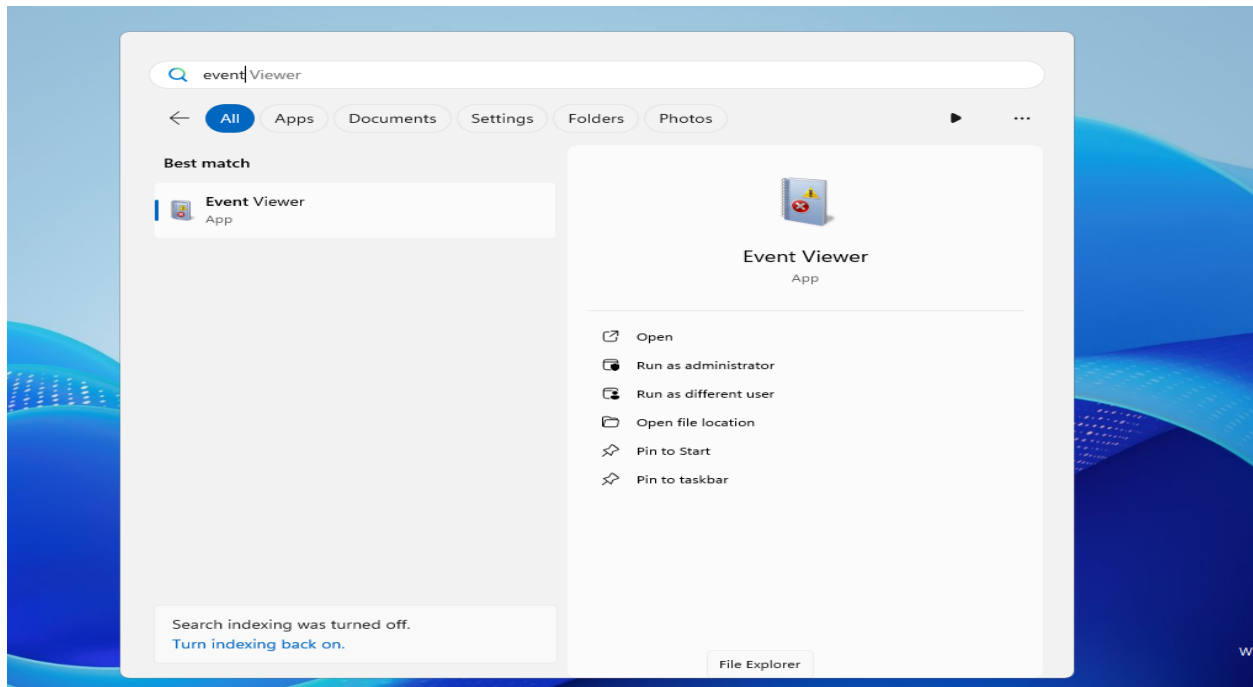 event Viewer
All Apps Documents Settings Folders Photos
Best match
Event Viewer
App
Event Viewer
App
Open
Run as administrator
Run as different user
Open file location
Pin to Start
Pin to taskbar
Search indexing was turned off.
Turn indexing back on.
File Explorer